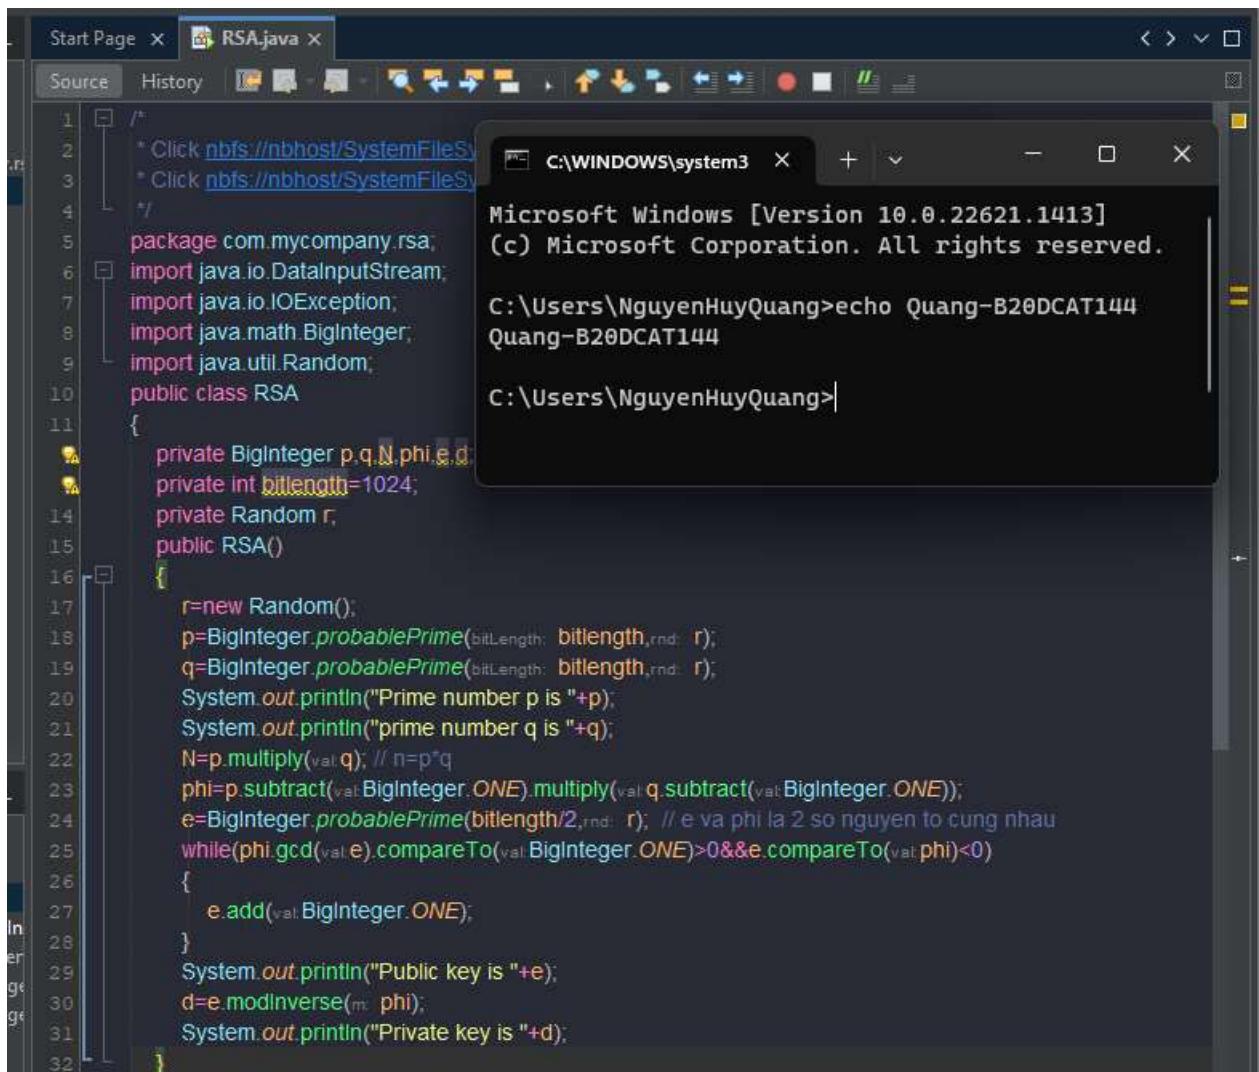 Start Page
RSA.java
Source
History
1 /*
2 * Click nbfs://nbhost/SystemFileSy
3 * Click nbfs://nbhost/SystemFileSy
4 */
5 package com.mycompany.rsa;
6 import java.io.DataInputStream;
7 import java.io.IOException;
8 import java.math.BigInteger;
9 import java.util.Random;
10 public class RSA
11 {
private BigInteger p,q,N,phi,e,d;
private int bitlength=1024;
14 private Random r;
15 public RSA()
16 {
17 r=new Random();
18 p=BigInteger.probablePrime(bitLength: bitlength,rnd: r);
19 q=BigInteger.probablePrime(bitLength: bitlength,rnd: r);
20 System.out.println("Prime number p is "+p);
21 System.out.println("prime number q is "+q);
22 N=p.multiply(val:q); // n=p*q
23 phi=p.subtract(val:BigInteger.ONE).multiply(val:q.subtract(val:BigInteger.ONE));
24 e=BigInteger.probablePrime(bitlength/2,rnd: r); // e va phi la 2 so nguyen to cung nhau
25 while(phi.gcd(val:e).compareTo(val:BigInteger.ONE)>0&&e.compareTo(val:phi)<0)
26 {
27 e.add(val:BigInteger.ONE);
28 }
29 System.out.println("Public key is "+e);
30 d=e.modInverse(m: phi);
31 System.out.println("Private key is "+d);
32 }
C:\WINDOWS\system3
Microsoft Windows [Version 10.0.22621.1413]
(c) Microsoft Corporation. All rights reserved.
C:\Users\NguyenHuyQuang>echo Quang-B20DCAT144
Quang-B20DCAT144
C:\Users\NguyenHuyQuang>